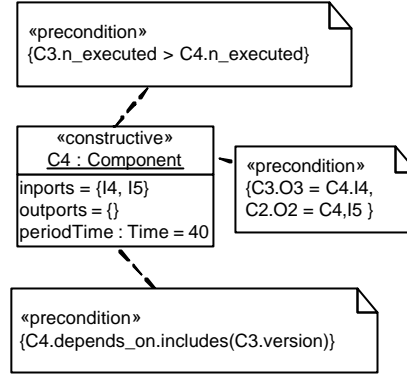 «precondition»
{C3.n_executed > C4.n_executed}
«constructive»
C4 : Component
inports = {I4, I5}
outports = {}
periodTime : Time = 40
«precondition»
{C3.O3 = C4.I4,
C2.O2 = C4,I5 }
«precondition»
{C4.depends_on.includes(C3.version)}